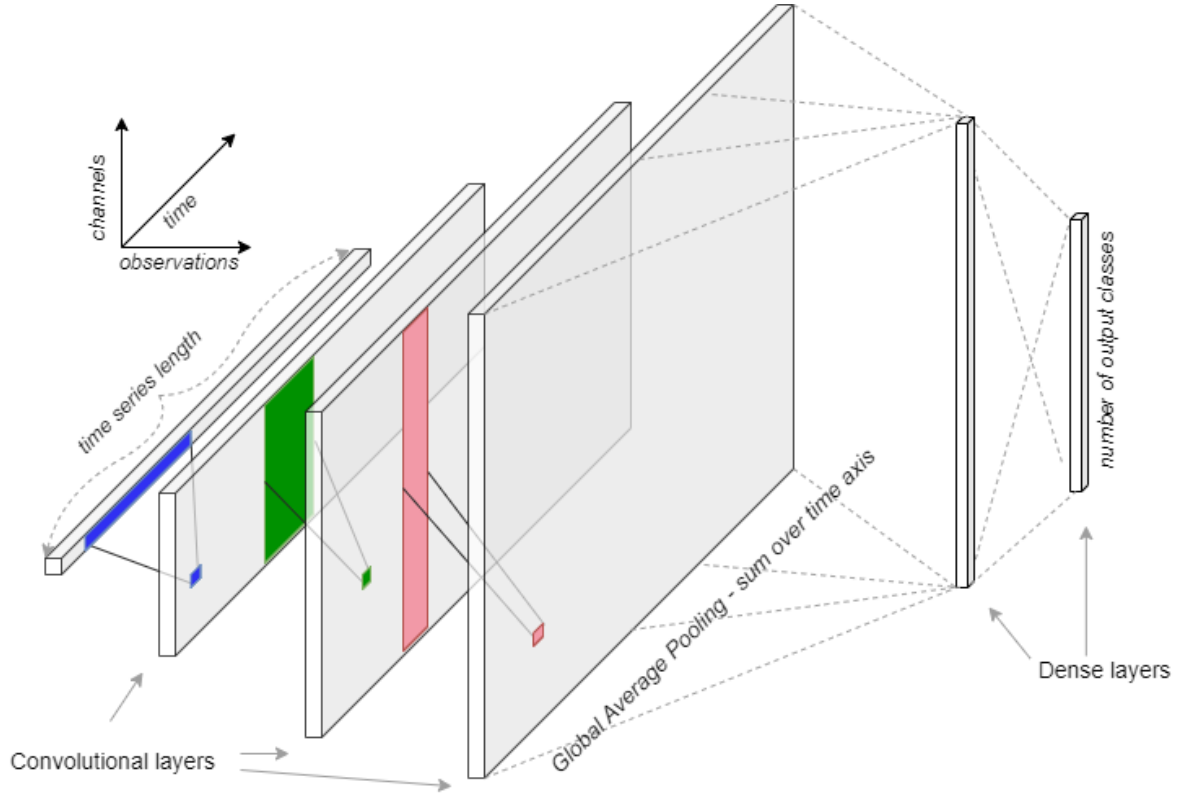 channels
time
observations
time series length
number of output classes
Global Average Pooling - sum over time axis
Dense layers
Convolutional layers